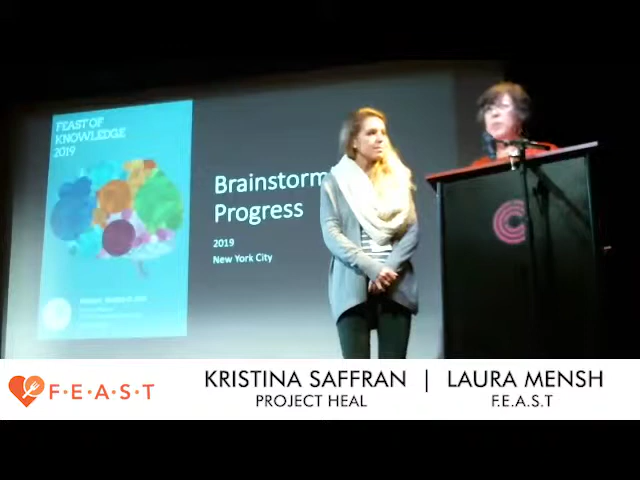 FEAST OF
KNOWLEDGE
2019
Brainstorm
Progress
2019
New York City
F·E·A·S·T
KRISTINA SAFFRAN | LAURA MENSH
PROJECT HEAL
F.E.A.S.T